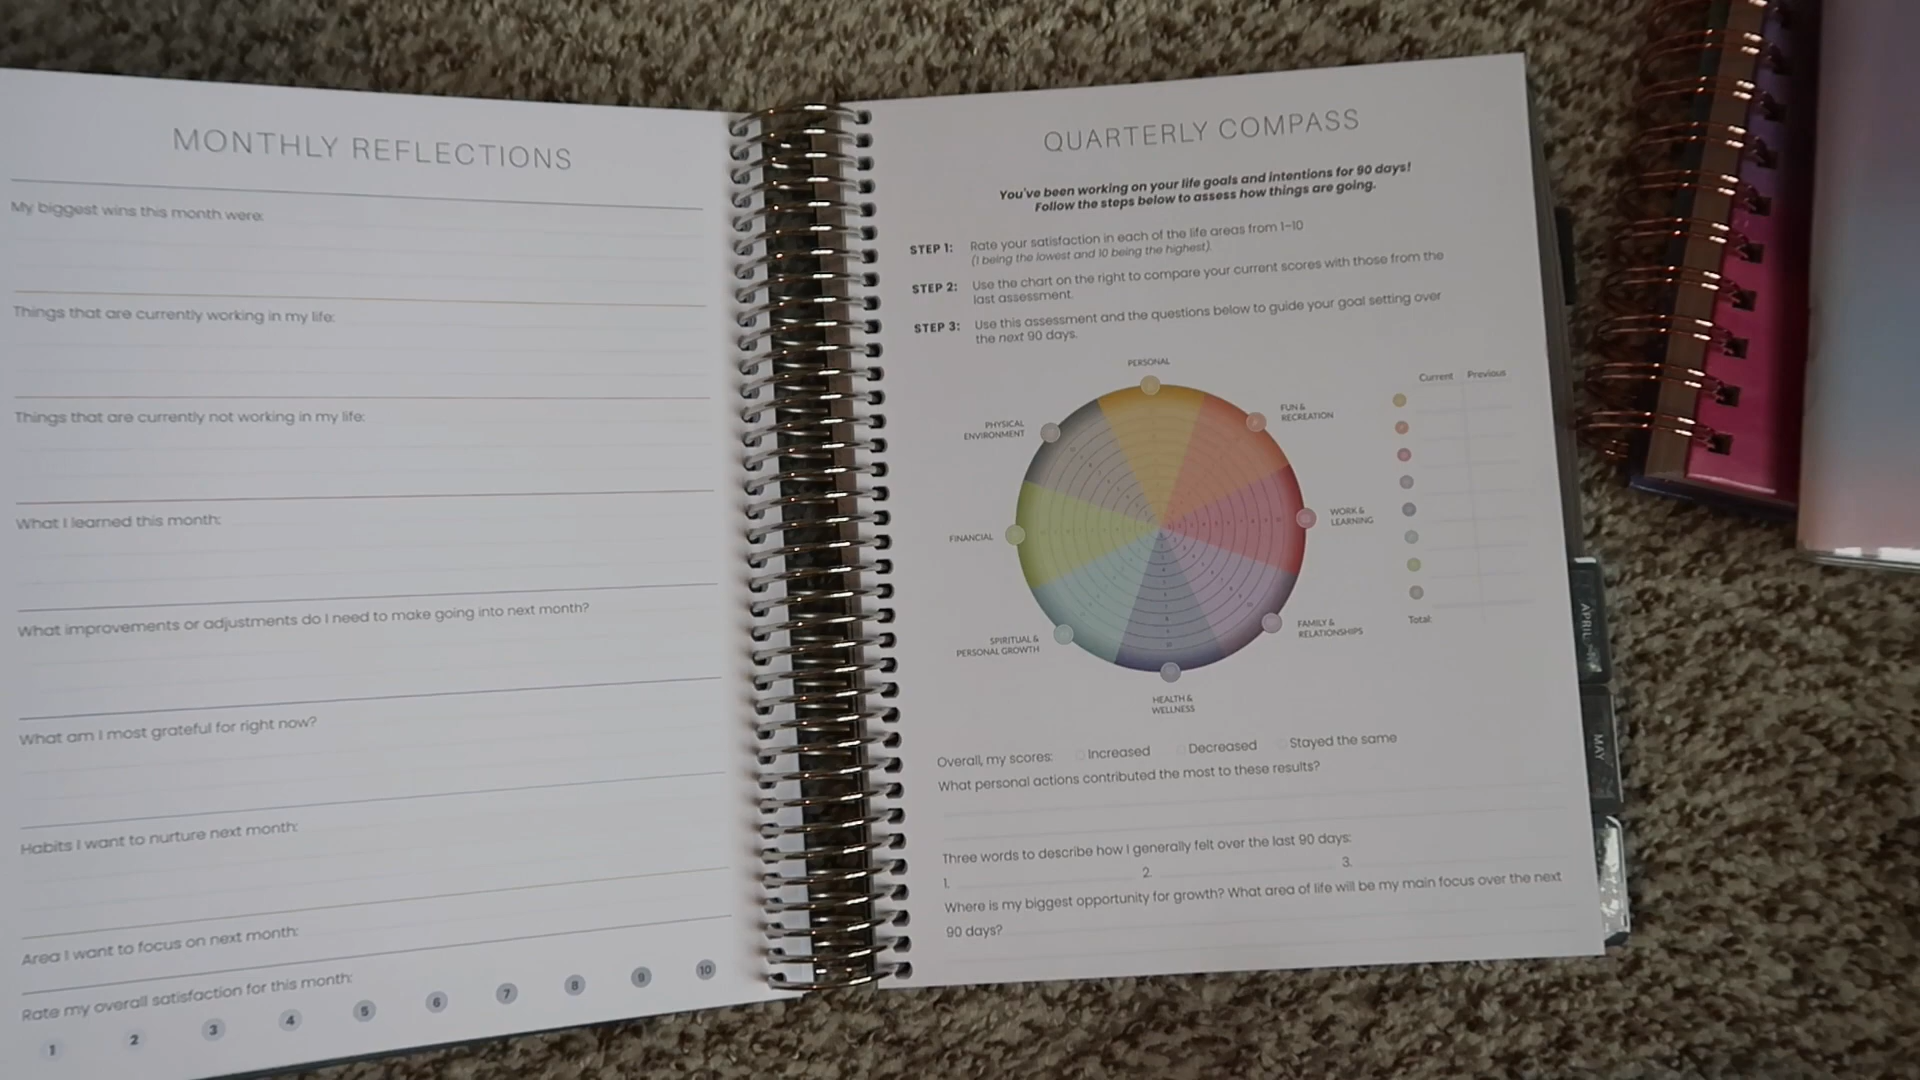 MONTHLY REFLECTIONS
My biggest wins this month were:
Things that are currently working in my life:
Things that are currently not working in my life:
What I learned this month:
What improvements or adjustments do I need to make going into next month?
What am I most grateful for right now?
Habits I want to nurture next month:
Area I want to focus on next month:
Rate my overall satisfaction for this month:
1 2 3 4 5 6 7 8 9 10
QUARTERLY COMPASS
You've been working on your life goals and intentions for 90 days!
Follow the steps below to assess how things are going.
STEP 1: Rate your satisfaction in each of the life areas from 1–10
(1 being the lowest and 10 being the highest).
STEP 2: Use the chart on the right to compare your current scores with those from the
last assessment.
STEP 3: Use this assessment and the questions below to guide your goal setting over
the next 90 days.
PERSONAL
FUN &
RECREATION
WORK &
LEARNING
FAMILY &
RELATIONSHIPS
HEALTH &
WELLNESS
SPIRITUAL &
PERSONAL GROWTH
FINANCIAL
PHYSICAL
ENVIRONMENT
Current Previous
Total:
Overall, my scores: Increased Decreased Stayed the same
What personal actions contributed the most to these results?
Three words to describe how I generally felt over the last 90 days:
1. 2. 3.
Where is my biggest opportunity for growth? What area of life will be my main focus over the next
90 days?
APRIL
MAY